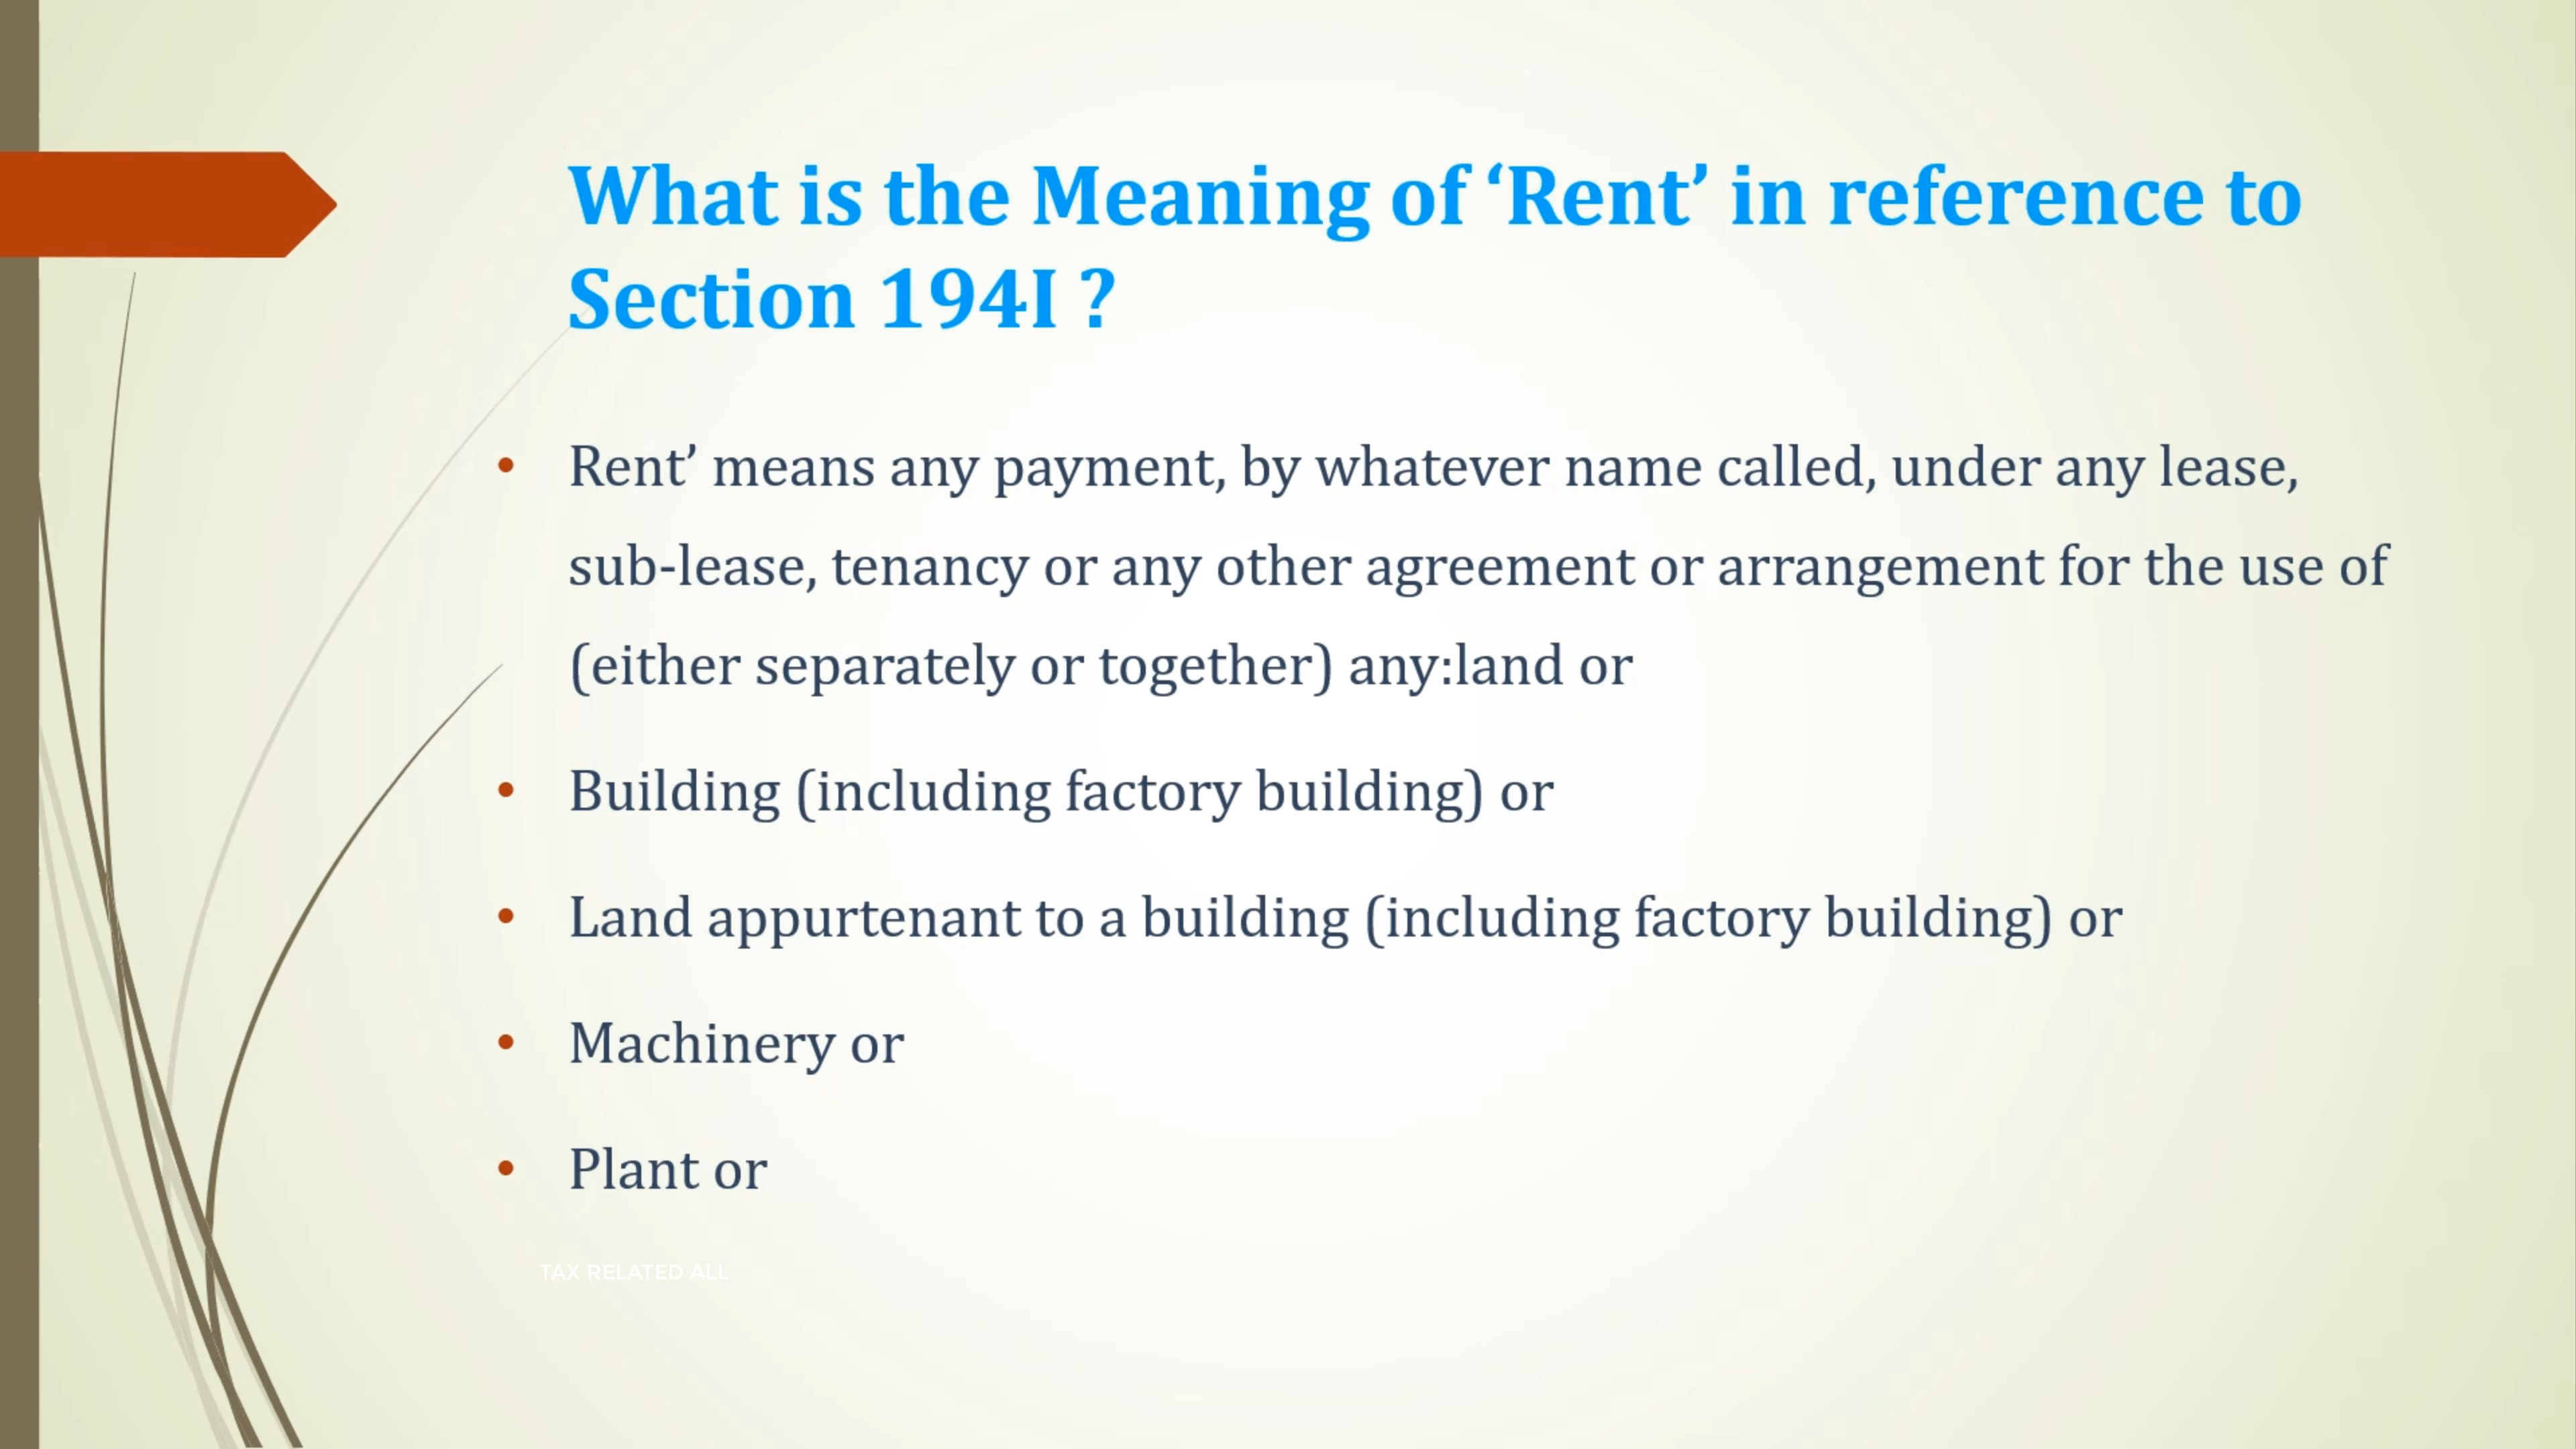 What is the Meaning of ‘Rent’ in reference to
Section 194I ?
• Rent’ means any payment, by whatever name called, under any lease,
sub-lease, tenancy or any other agreement or arrangement for the use of
(either separately or together) any:land or
• Building (including factory building) or
• Land appurtenant to a building (including factory building) or
• Machinery or
• Plant or
TAX RELATED ALL